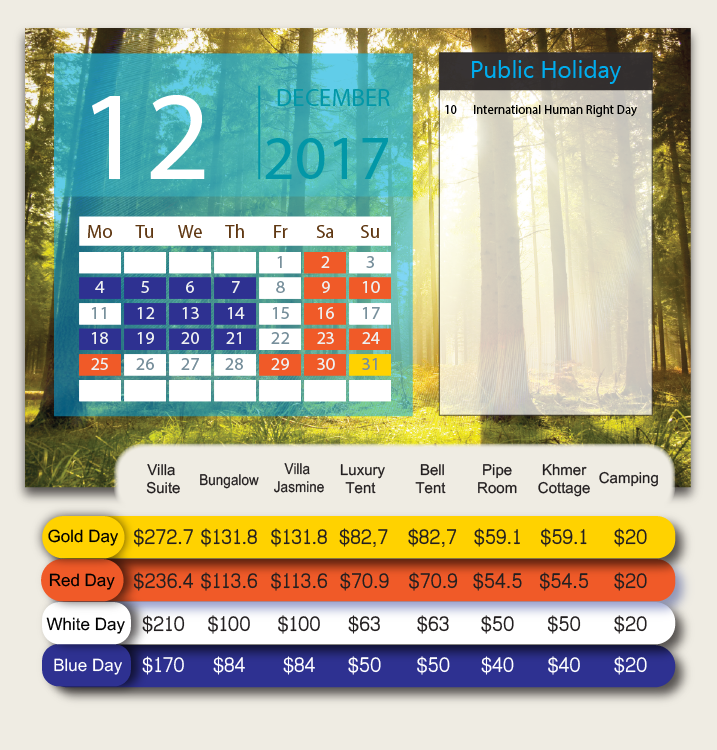 12
DECEMBER
2017
Mo Tu We Th Fr Sa Su
1 2 3
4 5 6 7 8 9 10
11 12 13 14 15 16 17
18 19 20 21 22 23 24
25 26 27 28 29 30 31
Public Holiday
10 International Human Right Day
Villa Suite Bungalow Villa Jasmine Luxury Tent Bell Tent Pipe Room Khmer Cottage Camping
Gold Day $272.7 $131.8 $131.8 $82,7 $82,7 $59.1 $59.1 $20
Red Day $236.4 $113.6 $113.6 $70.9 $70.9 $54.5 $54.5 $20
White Day $210 $100 $100 $63 $63 $50 $50 $20
Blue Day $170 $84 $84 $50 $50 $40 $40 $20